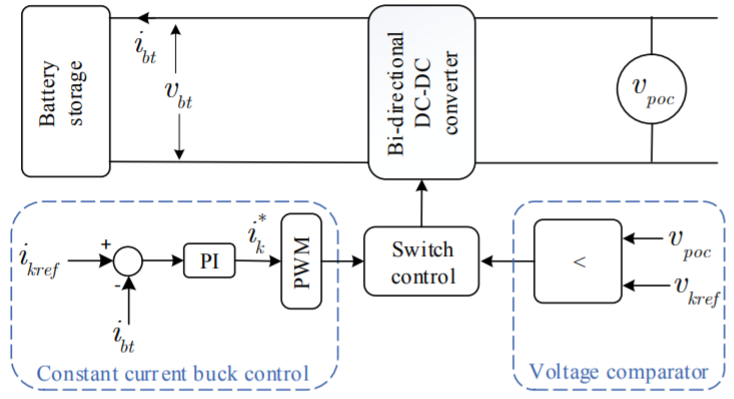 Battery
storage
i_bt
v_bt
Bi-directional
DC-DC
converter
v_poc
i_kref
+
-
i_bt
PI
i_k^*
PWM
Switch
control
<
v_poc
v_kref
Constant current buck control
Voltage comparator